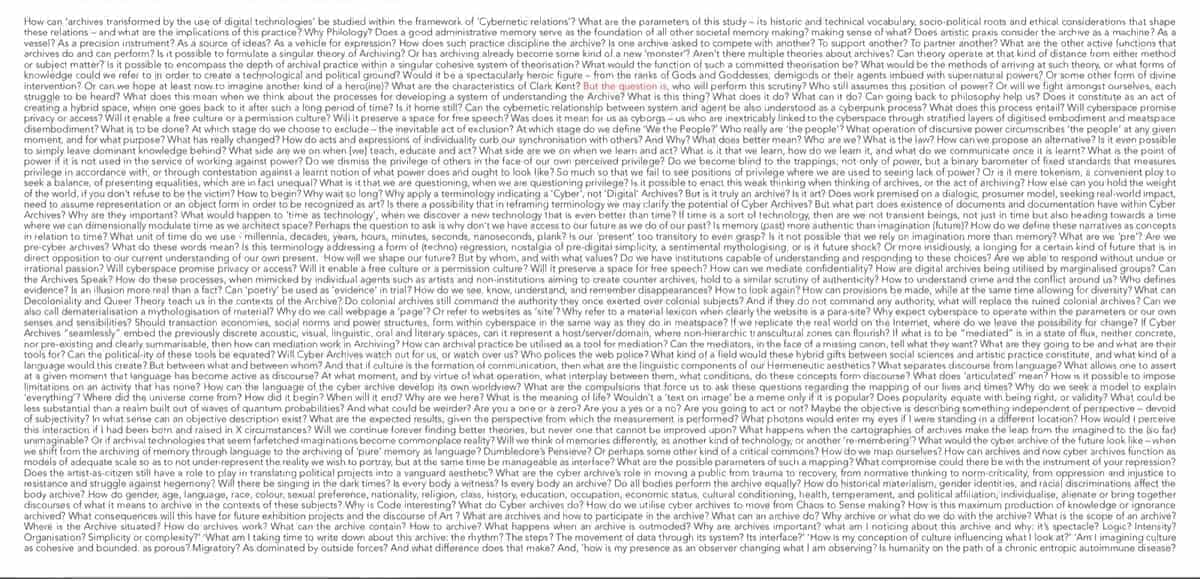 How can 'archives transformed by the use of digital technologies' be studied within the framework of 'Cybernetic relations'? What are the parameters of this study – its historic and technical vocabulary, socio-political roots and ethical considerations that shape
these relations – and what are the implications of this practice? Why Philology? Does a good administrative memory serve as the foundation of all other societal memory making? making sense of what? Does artistic praxis consider the archive as a machine? As a
vessel? As a precision instrument? As a source of ideas? As a vehicle for expression? How does such practice discipline the archive? Is one archive asked to compete with another? To support another? To partner another? What are the other active functions that
archives do and can perform? Is it possible to formulate a singular theory of Archiving? Or has archiving already become some kind of a new 'monster'? Aren't there multiple theories about archives? Can theory operate at that kind of distance from either method
or subject matter? Is it possible to encompass the depth of archival practice within a singular cohesive system of theorisation? What would the function of such a committed theorisation be? What would be the methods of arriving at such theory, or what forms of
knowledge could we refer to in order to create a technological and political ground? Would it be a spectacularly heroic figure – from the ranks of Gods and Goddesses, demigods or their agents imbued with supernatural powers? Or some other form of divine
intervention? Or can we hope at least now to imagine another kind of hero(ine)? What are the characteristics of Clark Kent? But the question is, who will perform this scrutiny? Who still assumes this position of power? Or will we fight amongst ourselves, each
struggle to be heard? What does this mean when we think about the processes for developing a system of understanding the Archive? What is this thing? What does it do? What can it do? Can going back to philosophy help us? Does it constitute as an act of
creating a hybrid space, when one goes back to it after such a long period of time? Is it home still? Can the cybernetic relationship between system and agent be also understood as a cyberpunk process? What does this process entail? Will cyberspace promise
privacy or access? Will it enable a free culture or a permission culture? Will it preserve a space for free speech? Was does it mean for us as cyborgs – us who are inextricably linked to the cyberspace through stratified layers of digitised embodiment and meatspace
disembodiment? What is to be done? At which stage do we choose to exclude – the inevitable act of exclusion? At which stage do we define 'We the People?' Who really are 'the people'? What operation of discursive power circumscribes 'the people' at any given
moment, and for what purpose? What has really changed? How do acts and expressions of individuality curb our synchronisation with others? And Why? What does better mean? Who are we? What is the law? How can we propose an alternative? Is it even possible
to simply leave dominant knowledge behind? What side are we on when [we] teach, educate and act? What side are we on when we learn and act? What is it that we learn, how do we learn it, and what do we communicate once it is learnt? What is the point of
power if it is not used in the service of working against power? Do we dismiss the privilege of others in the face of our own perceived privilege? Do we become blind to the trappings, not only of power, but a binary barometer of fixed standards that measures
privilege in accordance with, or through contestation against a learnt notion of what power does and ought to look like? So much so that we fail to see positions of privilege where we are used to seeing lack of power? Or is it mere tokenism, a convenient ploy to
seek a balance, of presenting equalities, which are in fact unequal? What is it that we are questioning, when we are questioning privilege? Is it possible to enact this weak thinking when thinking of archives, or the act of archiving? How else can you hold the weight
of the world, if you don't refuse to be the victim? How to begin? Why wait so long? Why apply a terminology indicating a 'Cyber', not 'Digital' Archives? But is it truly an archive? Is it art? Does work premised on a dialogic, prosumer model, seeking real-world impact,
need to assume representation or an object form in order to be recognized as art? Is there a possibility that in reframing terminology we may clarify the potential of Cyber Archives? But what part does existence of documents and documentation have within Cyber
Archives? Why are they important? What would happen to 'time as technology', when we discover a new technology that is even better than time? If time is a sort of technology, then are we not transient beings, not just in time but also heading towards a time
where we can dimensionally modulate time as we architect space? Perhaps the question to ask is why don't we have access to our future as we do of our past? Is memory (past) more authentic than imagination (future)? How do we define these narratives as concepts
in relation to time? What unit of time do we use - millennia, decades, years, hours, minutes, seconds, nanoseconds, plank? Is our 'present' too transitory to even grasp? Is it not possible that we rely on imagination more than memory? What are we 'pre'? Are we
pre-cyber archives? What do these words mean? Is this terminology addressing a form of (techno) regression, nostalgia of pre-digital simplicity, a sentimental mythologising, or is it future shock? Or more insidiously, a longing for a certain kind of future that is in
direct opposition to our current understanding of our own present. How will we shape our future? But by whom, and with what values? Do we have institutions capable of understanding and responding to these choices? Are we able to respond without undue or
irrational passion? Will cyberspace promise privacy or access? Will it enable a free culture or a permission culture? Will it preserve a space for free speech? How can we mediate confidentiality? How are digital archives being utilised by marginalised groups? Can
the Archives Speak? How do these processes, when mimicked by individual agents such as artists and non-institutions aiming to create counter archives, hold to a similar scrutiny of authenticity? How to understand crime and the conflict around us? Who defines
evidence? Is an illusion more real than a fact? Can 'poetry' be used as 'evidence' in trial? How do we see, know, understand, and remember disappearances? How to look again? How can provisions be made, while at the same time allowing for diversity? What can
Decoloniality and Queer Theory teach us in the contexts of the Archive? Do colonial archives still command the authority they once exerted over colonial subjects? And if they do not command any authority, what will replace the ruined colonial archives? Can we
also call dematerialisation a mythologisation of material? Why do we call webpage a 'page'? Or refer to websites as 'site'? Why refer to a material lexicon when clearly the website is a para-site? Why expect cyberspace to operate within the parameters or our own
senses and sensibilities? Should transaction economies, social norms and power structures, form within cyberspace in the same way as they do in meatspace? If we replicate the real world on the Internet, where do we leave the possibility for change? If Cyber
Archives "seamlessly" embed the previously discrete acoustic, visual, linguistic, oral and literary spaces, can it represent a host/server/domain, where non-hierarchic transcultural zones can flourish? If what is to be "mediated" is in a state of flux, neither concrete,
nor pre-existing and clearly summarisable, then how can mediation work in Archiving? How can archival practice be utilised as a tool for mediation? Can the mediators, in the face of a missing canon, tell what they want? What are they going to be and what are their
tools for? Can the political-ity of these tools be equated? Will Cyber Archives watch out for us, or watch over us? Who polices the web police? What kind of a field would these hybrid gifts between social sciences and artistic practice constitute, and what kind of a
language would this create? But between what and between whom? And that if culture is the formation of communication, then what are the linguistic components of our Hermeneutic aesthetics? What separates discourse from language? What allows one to assert
at a given moment that language has become active as discourse? At what moment, and by virtue of what operation, what interplay between them, what conditions, do these concepts form discourse? What does 'articulated' mean? How is it possible to impose
limitations on an activity that has none? How can the language of the cyber archive develop its own worldview? What are the compulsions that force us to ask these questions regarding the mapping of our lives and times? Why do we seek a model to explain
'everything'? Where did the universe come from? How did it begin? When will it end? Why are we here? What is the meaning of life? Wouldn't a 'text on image' be a meme only if it is popular? Does popularity equate with being right, or validity? What could be
less substantial than a realm built out of waves of quantum probabilities? And what could be weirder? Are you a one or a zero? Are you a yes or a no? Are you going to act or not? Maybe the objective is describing something independent of perspective – devoid
of subjectivity? In what sense can an objective description exist? What are the expected results, given the perspective from which the measurement is performed? What photons would enter my eyes if I were standing in a different location? How would I perceive
this interaction if I had been born and raised in X circumstances? Will we continue forever finding better theories, but never one that cannot be improved upon? What happens when the cartographies of archives make the leap from the imagined to the (so far)
unimaginable? Or if archival technologies that seem farfetched imaginations become commonplace reality? Will we think of memories differently, as another kind of technology, or another 're-membering'? What would the cyber archive of the future look like – when
we shift from the archiving of memory through language to the archiving of 'pure' memory as language? Dumbledore's Pensieve? Or perhaps some other kind of a critical commons? How do we map ourselves? How can archives and now cyber archives function as
models of adequate scale so as to not under-represent the reality we wish to portray, but at the same time be manageable as interface? What are the possible parameters of such a mapping? What compromise could there be with the instrument of your repression?
Does the artist-as-citizen still have a role to play in translating political projects into a vanguard aesthetic? What are the cyber archive's role in moving a public from trauma to recovery, from normative thinking to norm-criticality, from oppression and injustice to
resistance and struggle against hegemony? Will there be singing in the dark times? Is every body a witness? Is every body an archive? Do all bodies perform the archive equally? How do historical materialism, gender identities, and racial discriminations affect the
body archive? How do gender, age, language, race, colour, sexual preference, nationality, religion, class, history, education, occupation, economic status, cultural conditioning, health, temperament, and political affiliation, individualise, alienate or bring together
discourses of what it means to archive in the contexts of these subjects? Why is Code interesting? What do Cyber archives do? How do we utilise cyber archives to move from Chaos to Sense making? How is this maximum production of knowledge or ignorance
archived? What consequences will this have for future exhibition projects and the discourse of Art ? What are archives and how to participate in the archive? What can an archive do? Why archive or what do we do with the archive? What is the scope of an archive?
Where is the Archive situated? How do archives work? What can the archive contain? How to archive? What happens when an archive is outmoded? Why are archives important? what am I noticing about this archive and why: it's spectacle? Logic? Intensity?
Organisation? Simplicity or complexity?' 'What am I taking time to write down about this archive: the rhythm? The steps? The movement of data through its system? Its interface?' 'How is my conception of culture influencing what I look at?' 'Am I imagining culture
as cohesive and bounded. as porous? Migratory? As dominated by outside forces? And what difference does that make? And, 'how is my presence as an observer changing what I am observing? Is humanity on the path of a chronic entropic autoimmune disease?